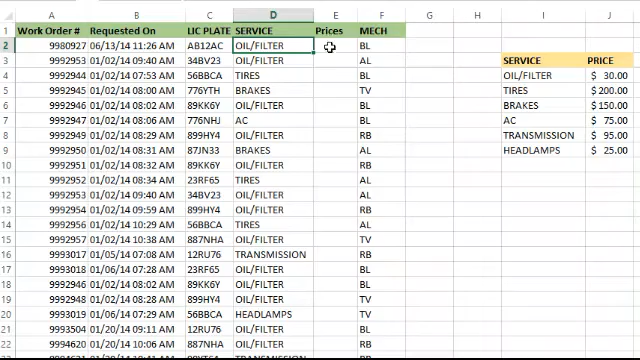 A B C D E F G H I J
1 Work Order # Requested On LIC PLATE SERVICE Prices MECH
2 9980927 06/13/14 11:26 AM AB12AC OIL/FILTER BL
3 9992953 01/02/14 09:40 AM 34BV23 OIL/FILTER AL SERVICE PRICE
4 9992944 01/02/14 07:53 AM 56BBCA TIRES BL OIL/FILTER $ 30.00
5 9992945 01/02/14 08:00 AM 776YTH BRAKES TV TIRES $200.00
6 9992946 01/02/14 08:02 AM 89KK6Y OIL/FILTER BL BRAKES $150.00
7 9992947 01/02/14 08:06 AM 776NHJ AC BL AC $ 75.00
8 9992949 01/02/14 08:29 AM 899HY4 OIL/FILTER RB TRANSMISSION $ 95.00
9 9992950 01/02/14 08:31 AM 87JN33 BRAKES AL HEADLAMPS $ 25.00
10 9992951 01/02/14 08:32 AM 89KK6Y OIL/FILTER RB
11 9992952 01/02/14 08:34 AM 23RF65 TIRES AL
12 9992953 01/02/14 09:40 AM 34BV23 OIL/FILTER AL
13 9992954 01/02/14 09:59 AM 899HY4 OIL/FILTER RB
14 9992956 01/02/14 10:29 AM 56BBCA TIRES AL
15 9992957 01/02/14 10:38 AM 887NHA OIL/FILTER TV
16 9993017 01/05/14 07:08 AM 12RU76 TRANSMISSION RB
17 9993018 01/06/14 07:28 AM 23RF65 OIL/FILTER BL
18 9992946 01/02/14 08:02 AM 89KK6Y OIL/FILTER BL
19 9992948 01/02/14 08:28 AM 899HY4 OIL/FILTER TV
20 9993019 01/06/14 07:29 AM 56BBCA HEADLAMPS TV
21 9993504 01/20/14 09:11 AM 12RU76 OIL/FILTER BL
22 9994620 01/20/14 10:06 AM 887NHA OIL/FILTER RB